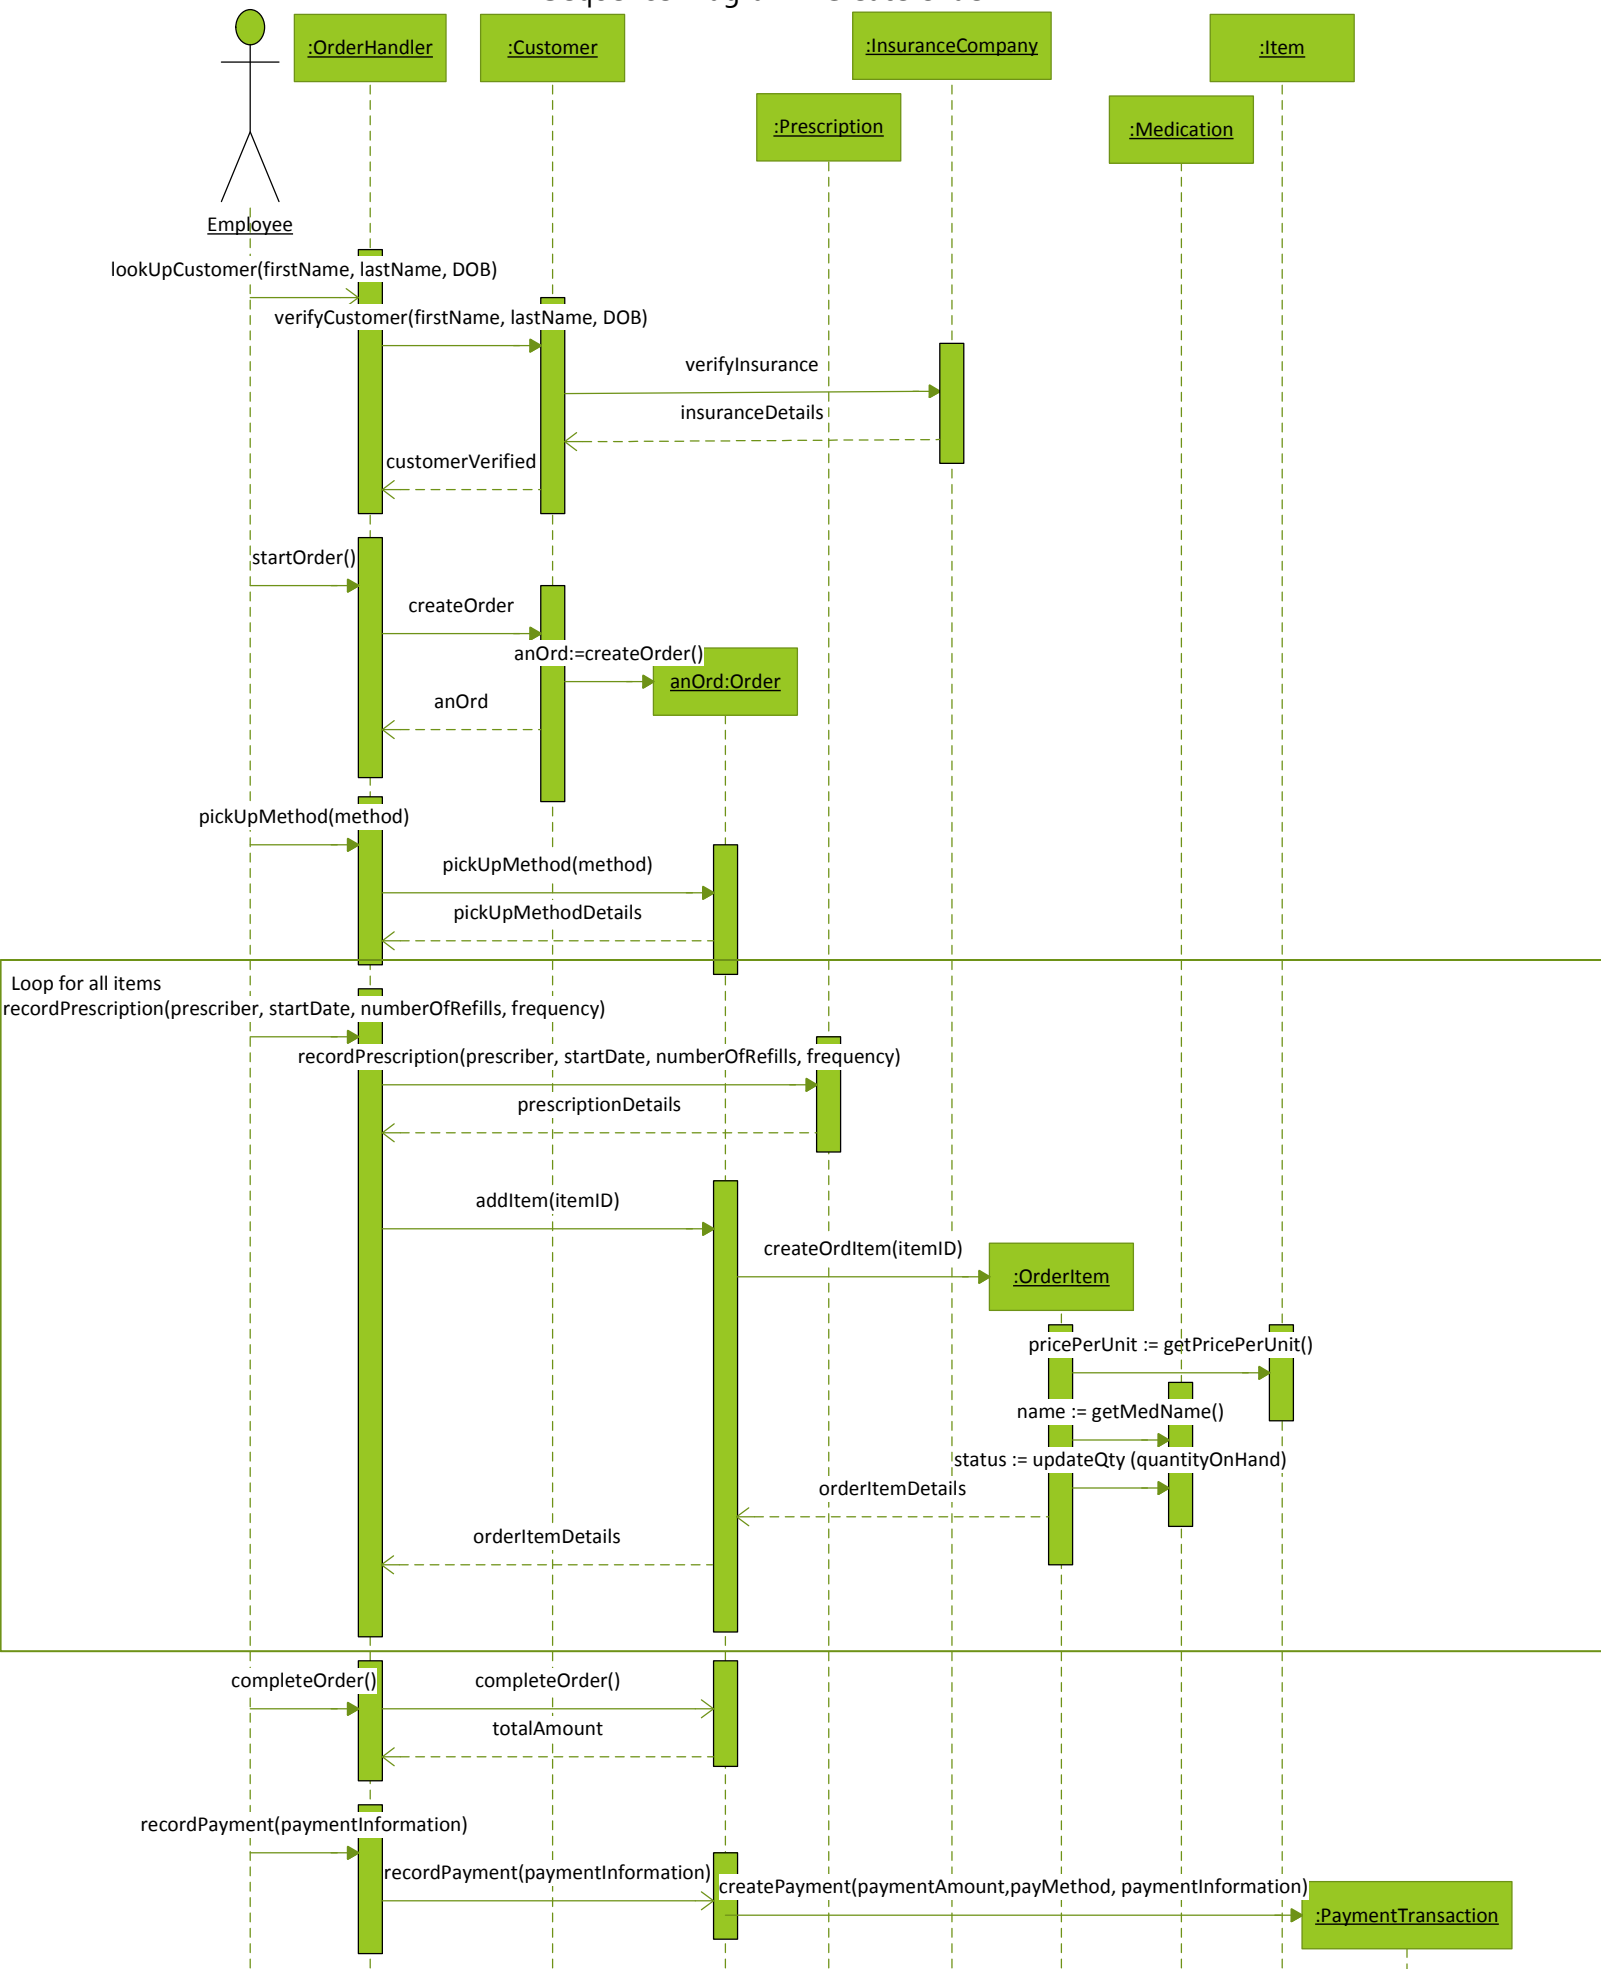 :OrderHandler
:Customer
:InsuranceCompany
:Item
:Prescription
:Medication
Employee
lookUpCustomer(firstName, lastName, DOB)
verifyCustomer(firstName, lastName, DOB)
verifyInsurance
insuranceDetails
customerVerified
startOrder()
createOrder
anOrd:=createOrder()
anOrd:Order
anOrd
pickUpMethod(method)
pickUpMethod(method)
pickUpMethodDetails
Loop for all items
recordPrescription(prescriber, startDate, numberOfRefills, frequency)
recordPrescription(prescriber, startDate, numberOfRefills, frequency)
prescriptionDetails
addItem(itemID)
createOrdItem(itemID)
:OrderItem
pricePerUnit := getPricePerUnit()
name := getMedName()
status := updateQty (quantityOnHand)
orderItemDetails
orderItemDetails
completeOrder()
completeOrder()
totalAmount
recordPayment(paymentInformation)
recordPayment(paymentInformation)
createPayment(paymentAmount,payMethod, paymentInformation)
:PaymentTransaction